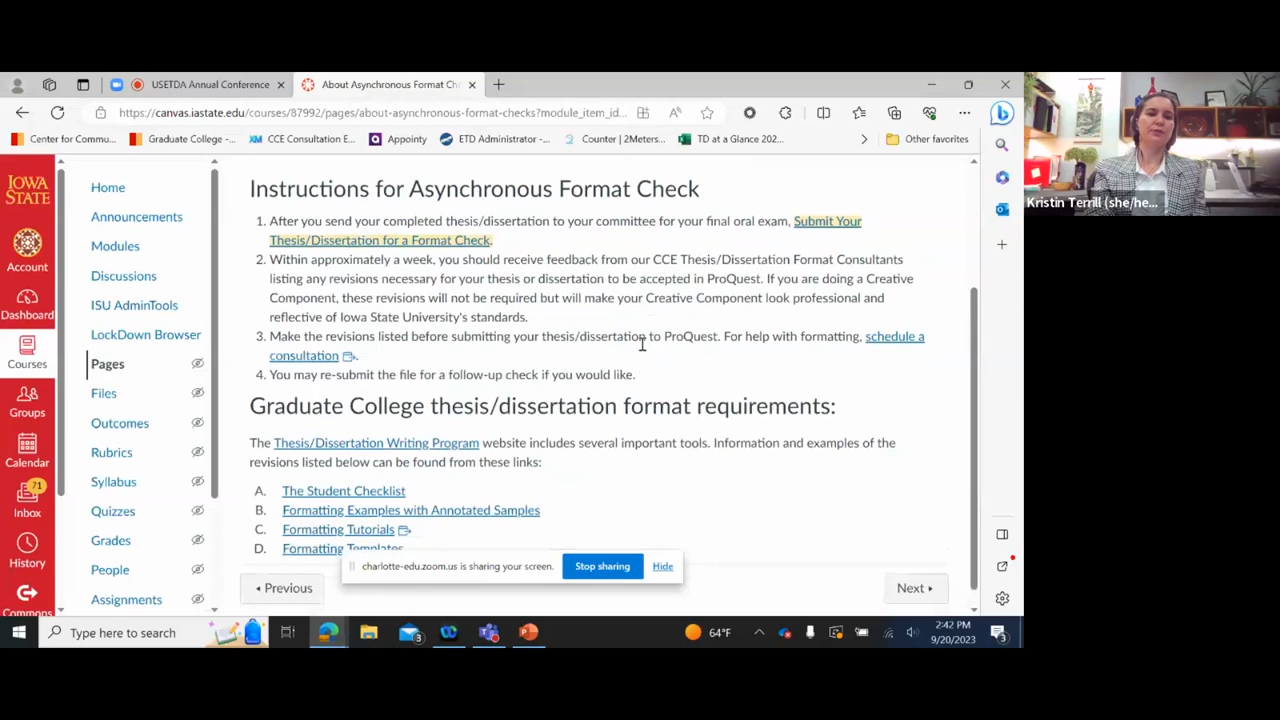 USETDA Annual Conference
About Asynchronous Format Che
https://canvas.iastate.edu/courses/87992/pages/about-asynchronous-format-checks?module_item_id...
Center for Commu...
Graduate College -...
CCE Consultation E...
Appointy
ETD Administrator -...
Counter | 2Meters...
TD at a Glance 202...
Other favorites
IOWA STATE
Account
Dashboard
Courses
Groups
Calendar
71
Inbox
History
Commons
Home
Announcements
Modules
Discussions
ISU AdminTools
LockDown Browser
Pages
Files
Outcomes
Rubrics
Syllabus
Quizzes
Grades
People
Assignments
Instructions for Asynchronous Format Check
1. After you send your completed thesis/dissertation to your committee for your final oral exam, Submit Your
Thesis/Dissertation for a Format Check.
2. Within approximately a week, you should receive feedback from our CCE Thesis/Dissertation Format Consultants
listing any revisions necessary for your thesis or dissertation to be accepted in ProQuest. If you are doing a Creative
Component, these revisions will not be required but will make your Creative Component look professional and
reflective of Iowa State University's standards.
3. Make the revisions listed before submitting your thesis/dissertation to ProQuest. For help with formatting, schedule a
consultation.
4. You may re-submit the file for a follow-up check if you would like.
Graduate College thesis/dissertation format requirements:
The Thesis/Dissertation Writing Program website includes several important tools. Information and examples of the
revisions listed below can be found from these links:
A. The Student Checklist
B. Formatting Examples with Annotated Samples
C. Formatting Tutorials
D. Formatting Templates
charlotte-edu.zoom.us is sharing your screen.
Stop sharing
Hide
Previous
Next
Type here to search
3
64°F
2:42 PM
9/20/2023
3
Kristin Terrill (she/he...